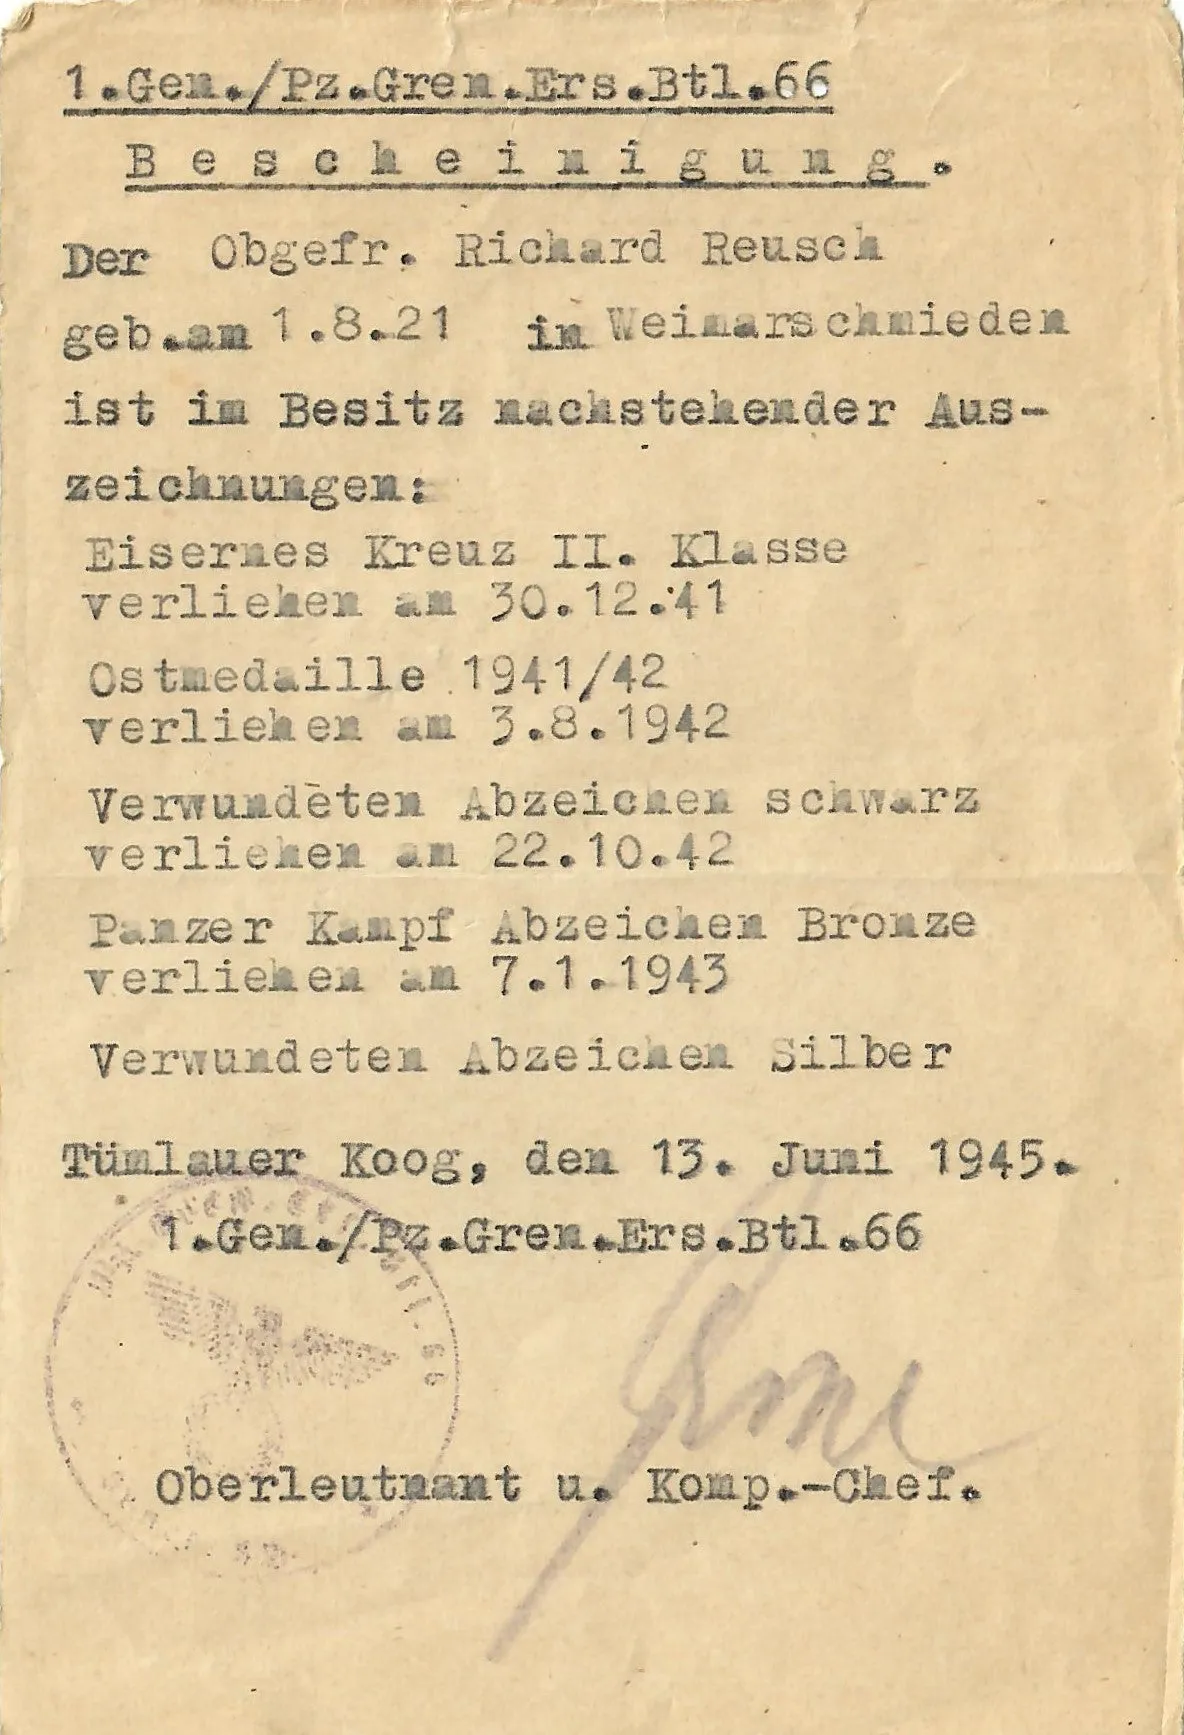 1.Gen./Pz.Gren.Ers.Btl.66
Bescheinigung.
Der Obgefr. Richard Reusch
geb.am 1.8.21 in Weimarschmieden
ist im Besitz nachstehender Aus-
zeichnungen:
Eisernes Kreuz II. Klasse
verliehen am 30.12.41
Ostmedaille 1941/42
verliehen am 3.8.1942
Verwundeten Abzeichen schwarz
verliehen am 22.10.42
Panzer Kampf Abzeichen Bronze
verliehen am 7.1.1943
Verwundeten Abzeichen Silber
Tümlauer Koog, den 13. Juni 1945.
1.Gen./Pz.Gren.Ers.Btl.66
Oberleutnant u. Komp.-Chef.